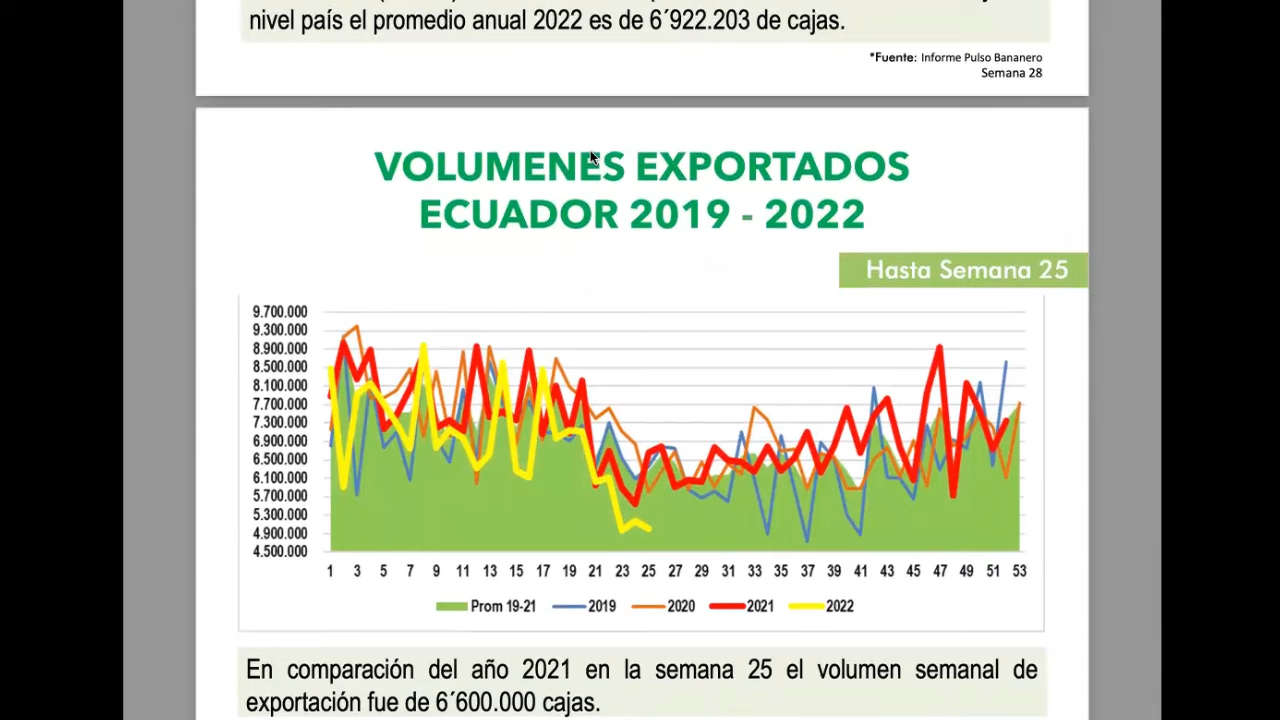 nivel país el promedio anual 2022 es de 6´922.203 de cajas.
*Fuente: Informe Pulso Bananero
Semana 28
VOLUMENES EXPORTADOS
ECUADOR 2019 - 2022
Hasta Semana 25
9.700.000
9.300.000
8.900.000
8.500.000
8.100.000
7.700.000
7.300.000
6.900.000
6.500.000
6.100.000
5.700.000
5.300.000
4.900.000
4.500.000
1 3 5 7 9 11 13 15 17 19 21 23 25 27 29 31 33 35 37 39 41 43 45 47 49 51 53
Prom 19-21 2019 2020 2021 2022
En comparación del año 2021 en la semana 25 el volumen semanal de
exportación fue de 6´600.000 cajas.